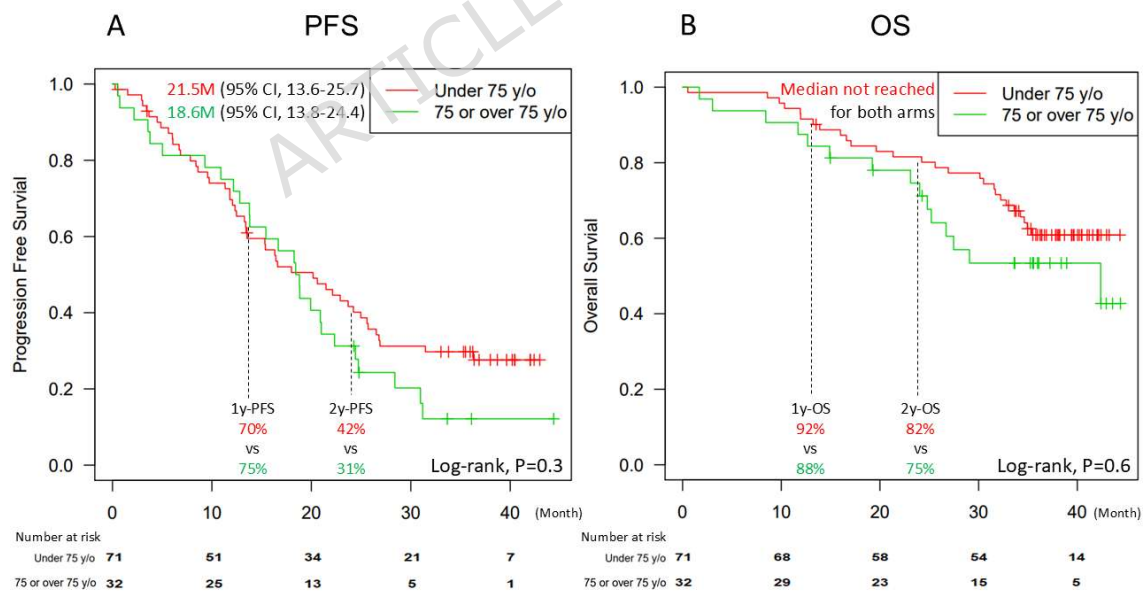 A
PFS
1.0
0.8
0.6
0.4
0.2
0.0
Progression Free Survial
21.5M (95% CI, 13.6-25.7)
18.6M (95% CI, 13.8-24.4)
Under 75 y/o
75 or over 75 y/o
ARTICLE
1y-PFS
70%
vs
75%
2y-PFS
42%
vs
31%
Log-rank, P=0.3
0 10 20 30 40 (Month)
Number at risk
Under 75 y/o 71 51 34 21 7
75 or over 75 y/o 32 25 13 5 1
B
OS
1.0
0.8
0.6
0.4
0.2
0.0
Overall Survival
Median not reached
for both arms
Under 75 y/o
75 or over 75 y/o
1y-OS
92%
vs
88%
2y-OS
82%
vs
75%
Log-rank, P=0.6
0 10 20 30 40 (Month)
Number at risk
Under 75 y/o 71 68 58 54 14
75 or over 75 y/o 32 29 23 15 5